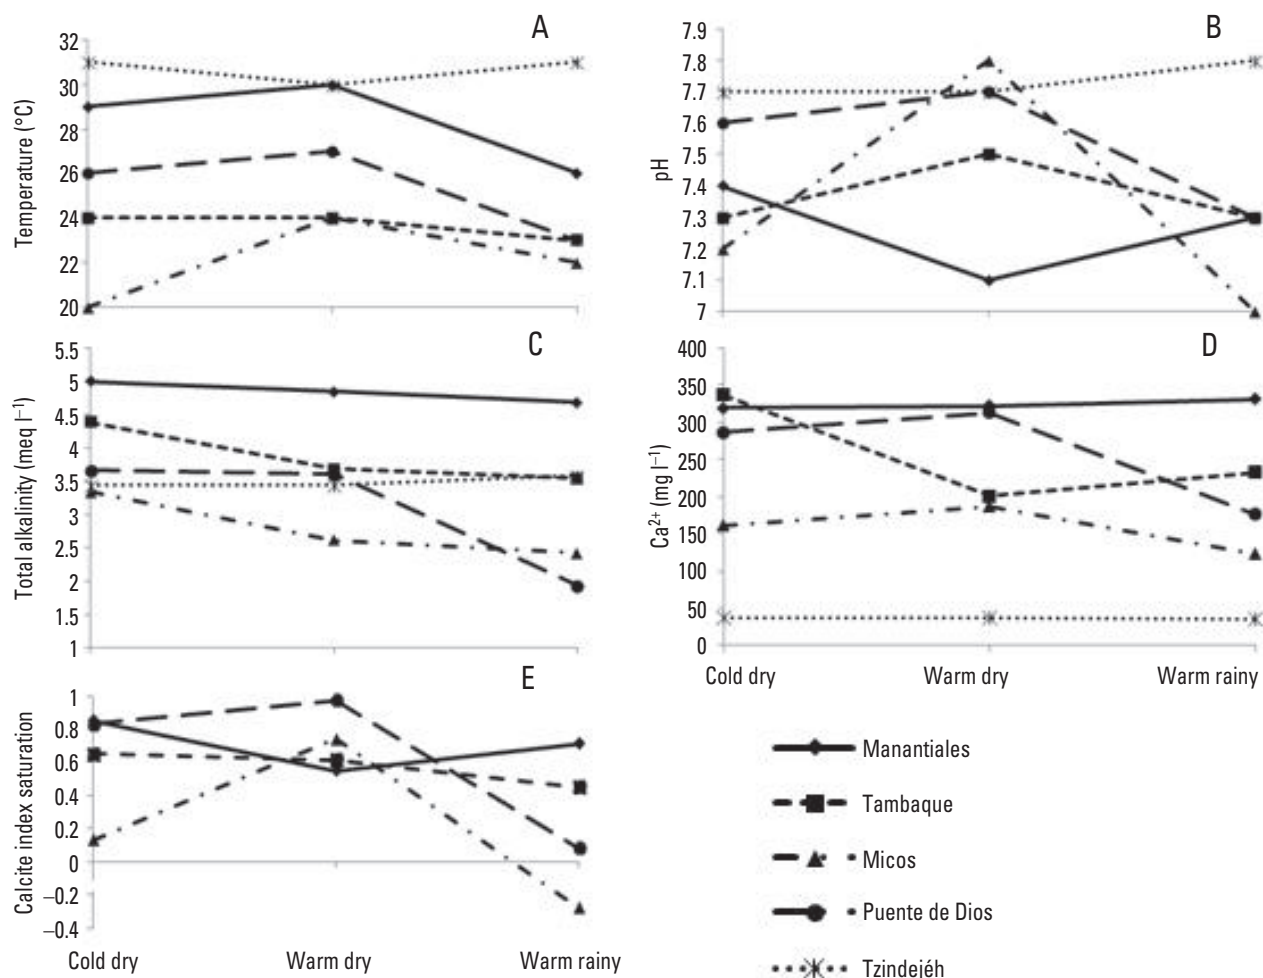 A
Temperature (°C)
32
30
28
26
24
22
20
B
pH
7.9
7.8
7.7
7.6
7.5
7.4
7.3
7.2
7.1
7
C
Total alkalinity (meq l⁻¹)
5.5
5
4.5
4
3.5
3
2.5
2
1.5
1
D
Ca²⁺ (mg l⁻¹)
400
350
300
250
200
150
100
50
0
Cold dry Warm dry Warm rainy
E
Calcite index saturation
1
0.8
0.6
0.4
0.2
0
–0.2
–0.4
Cold dry Warm dry Warm rainy
Manantiales
Tambaque
Micos
Puente de Dios
Tzindejéh